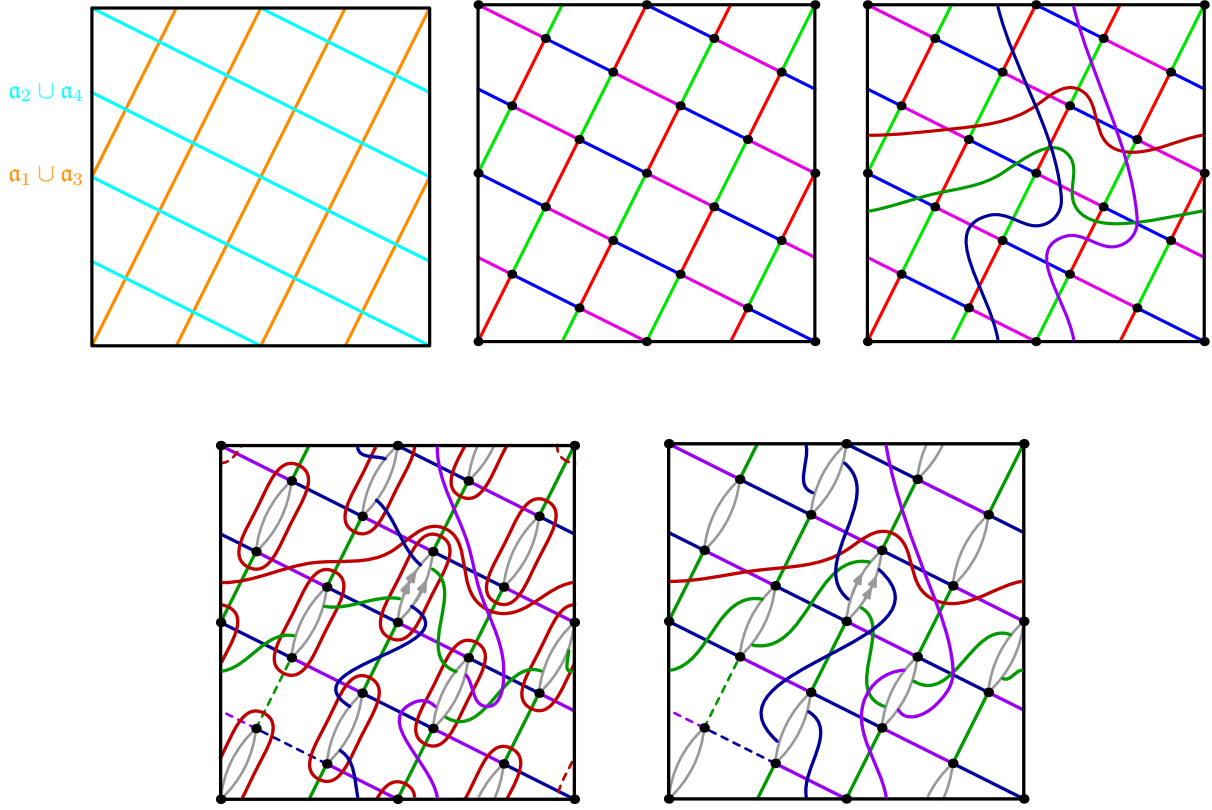 𝔞₂ ∪ 𝔞₄
𝔞₁ ∪ 𝔞₃